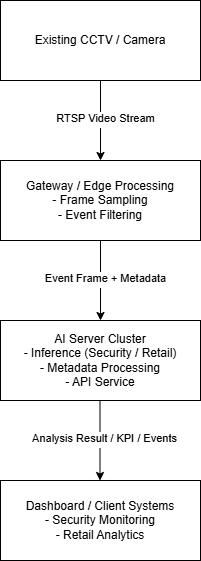 Existing CCTV / Camera
RTSP Video Stream
Gateway / Edge Processing
- Frame Sampling
- Event Filtering
Event Frame + Metadata
AI Server Cluster
- Inference (Security / Retail)
- Metadata Processing
- API Service
Analysis Result / KPI / Events
Dashboard / Client Systems
- Security Monitoring
- Retail Analytics